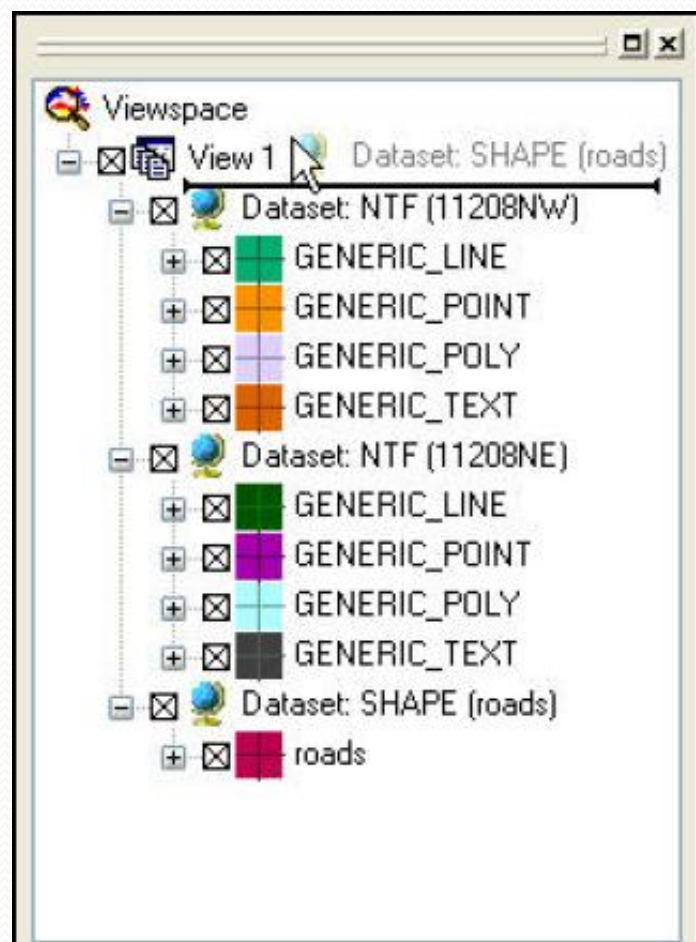 Viewspace
View 1 Dataset: SHAPE (roads)
Dataset: NTF (11208NW)
GENERIC_LINE
GENERIC_POINT
GENERIC_POLY
GENERIC_TEXT
Dataset: NTF (11208NE)
GENERIC_LINE
GENERIC_POINT
GENERIC_POLY
GENERIC_TEXT
Dataset: SHAPE (roads)
roads